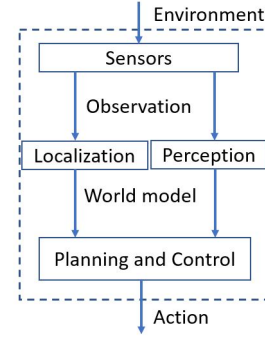 Environment
Sensors
Observation
Localization
Perception
World model
Planning and Control
Action